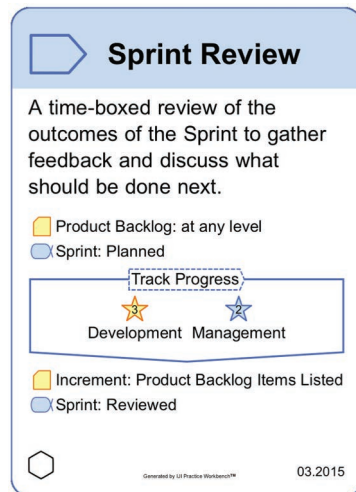 Sprint Review
A time-boxed review of the
outcomes of the Sprint to gather
feedback and discuss what
should be done next.
Product Backlog: at any level
Sprint: Planned
Track Progress
3 2
Development Management
Increment: Product Backlog Items Listed
Sprint: Reviewed
Generated by IJI Practice Workbench™ 03.2015